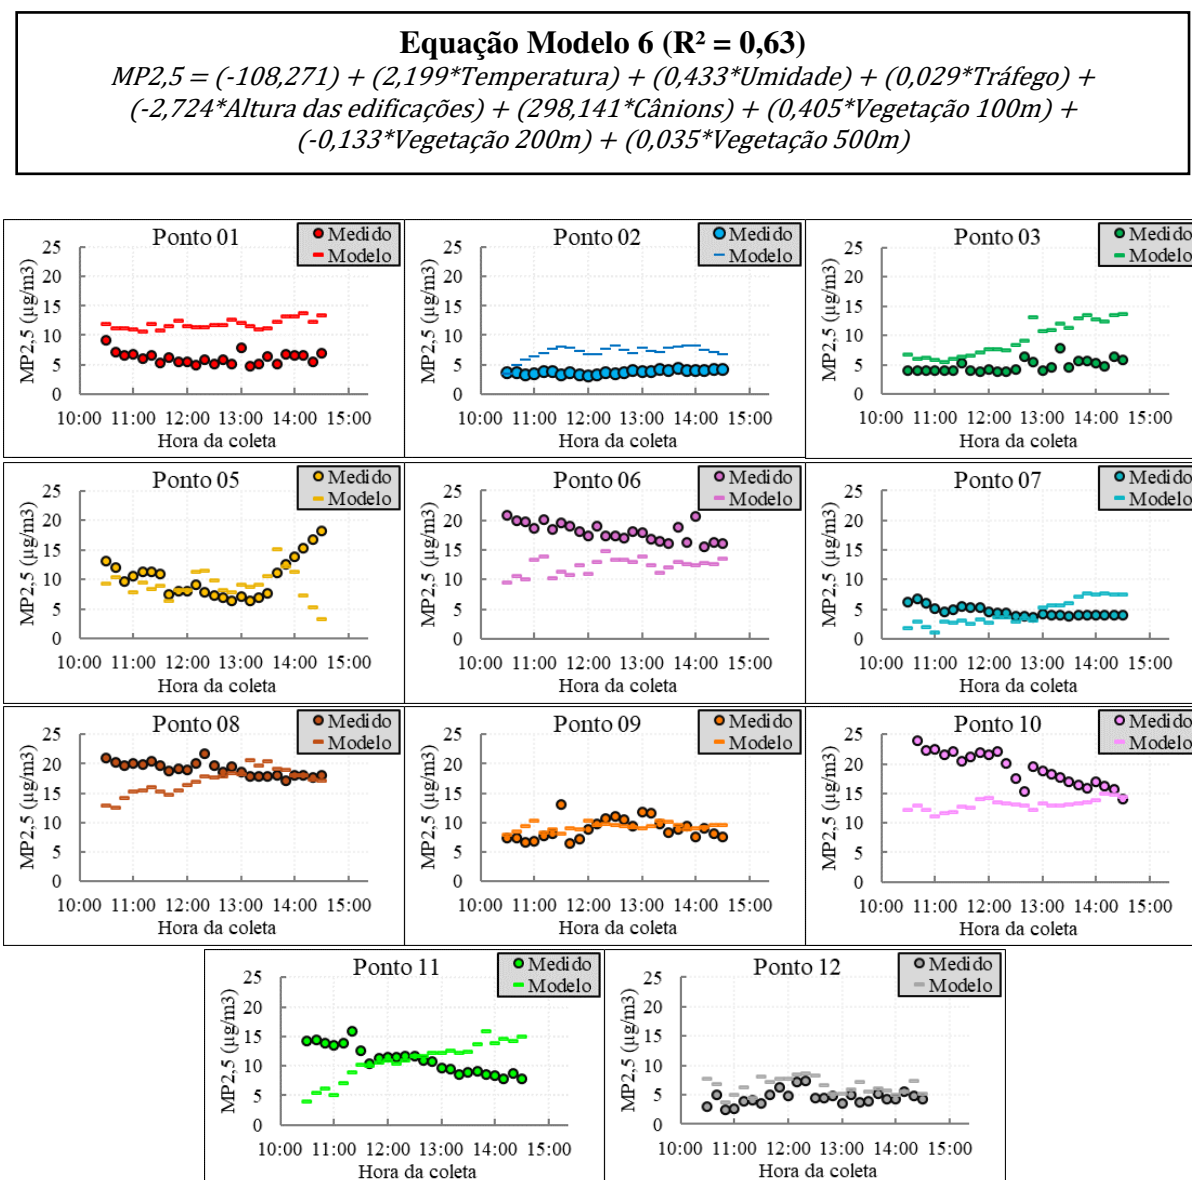 Equação Modelo 6 (R² = 0,63)
MP2,5 = (-108,271) + (2,199*Temperatura) + (0,433*Umidade) + (0,029*Tráfego) +
(-2,724*Altura das edificações) + (298,141*Cânions) + (0,405*Vegetação 100m) +
(-0,133*Vegetação 200m) + (0,035*Vegetação 500m)
Ponto 01
Medido
Modelo
MP2,5 (µg/m3)
25
20
15
10
5
0
10:00 11:00 12:00 13:00 14:00 15:00
Hora da coleta
Ponto 02
Medido
Modelo
MP2,5 (µg/m3)
25
20
15
10
5
0
10:00 11:00 12:00 13:00 14:00 15:00
Hora da coleta
Ponto 03
Medido
Modelo
MP2,5 (µg/m3)
25
20
15
10
5
0
10:00 11:00 12:00 13:00 14:00 15:00
Hora da coleta
Ponto 05
Medido
Modelo
MP2,5 (µg/m3)
25
20
15
10
5
0
10:00 11:00 12:00 13:00 14:00 15:00
Hora da coleta
Ponto 06
Medido
Modelo
MP2,5 (µg/m3)
25
20
15
10
5
0
10:00 11:00 12:00 13:00 14:00 15:00
Hora da coleta
Ponto 07
Medido
Modelo
MP2,5 (µg/m3)
25
20
15
10
5
0
10:00 11:00 12:00 13:00 14:00 15:00
Hora da coleta
Ponto 08
Medido
Modelo
MP2,5 (µg/m3)
25
20
15
10
5
0
10:00 11:00 12:00 13:00 14:00 15:00
Hora da coleta
Ponto 09
Medido
Modelo
MP2,5 (µg/m3)
25
20
15
10
5
0
10:00 11:00 12:00 13:00 14:00 15:00
Hora da coleta
Ponto 10
Medido
Modelo
MP2,5 (µg/m3)
25
20
15
10
5
0
10:00 11:00 12:00 13:00 14:00 15:00
Hora da coleta
Ponto 11
Medido
Modelo
MP2,5 (µg/m3)
25
20
15
10
5
0
10:00 11:00 12:00 13:00 14:00 15:00
Hora da coleta
Ponto 12
Medido
Modelo
MP2,5 (µg/m3)
25
20
15
10
5
0
10:00 11:00 12:00 13:00 14:00 15:00
Hora da coleta